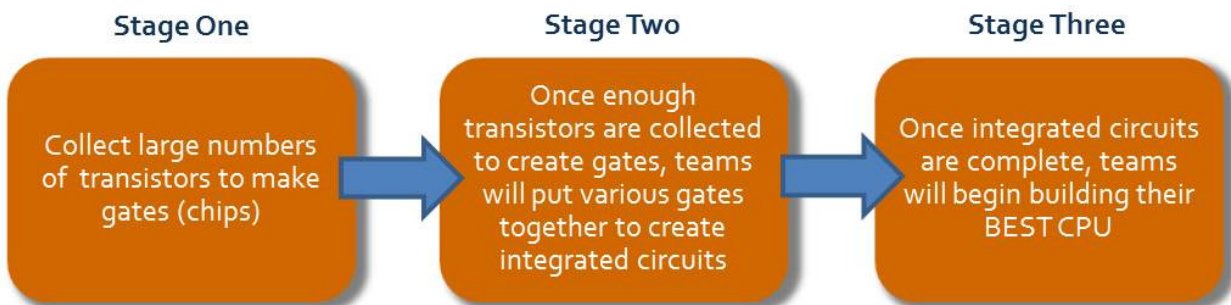 Stage One
Stage Two
Stage Three
Collect large numbers
of transistors to make
gates (chips)
Once enough
transistors are collected
to create gates, teams
will put various gates
together to create
integrated circuits
Once integrated circuits
are complete, teams
will begin building their
BEST CPU